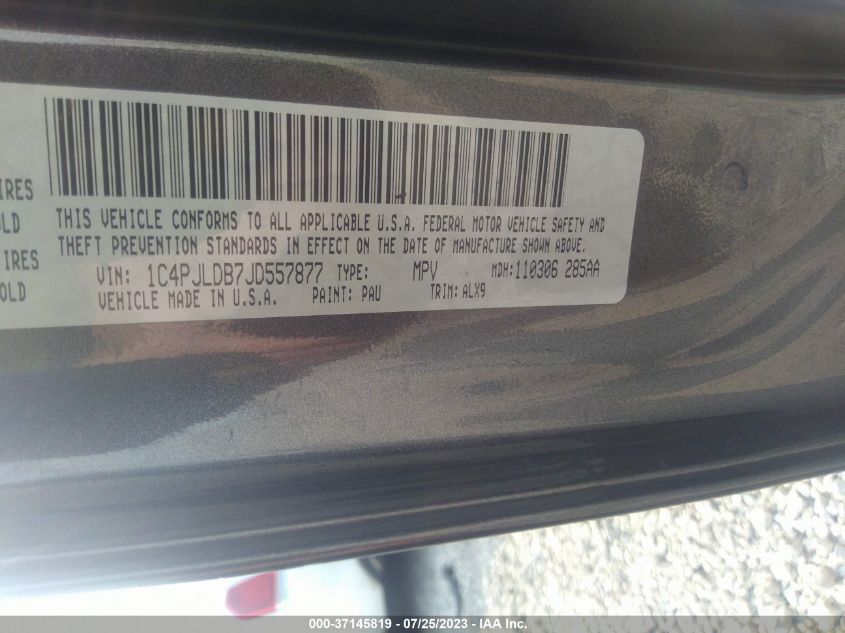 IRES
OLD
IRES
OLD
THIS VEHICLE CONFORMS TO ALL APPLICABLE U.S.A. FEDERAL MOTOR VEHICLE SAFETY AND
THEFT PREVENTION STANDARDS IN EFFECT ON THE DATE OF MANUFACTURE SHOWN ABOVE.
VIN: 1C4PJLDB7JD557877 TYPE: MPV MDH:110306 285AA
VEHICLE MADE IN U.S.A. PAINT: PAU TRIM: ALX9
000-37145819 - 07/25/2023 - IAA Inc.